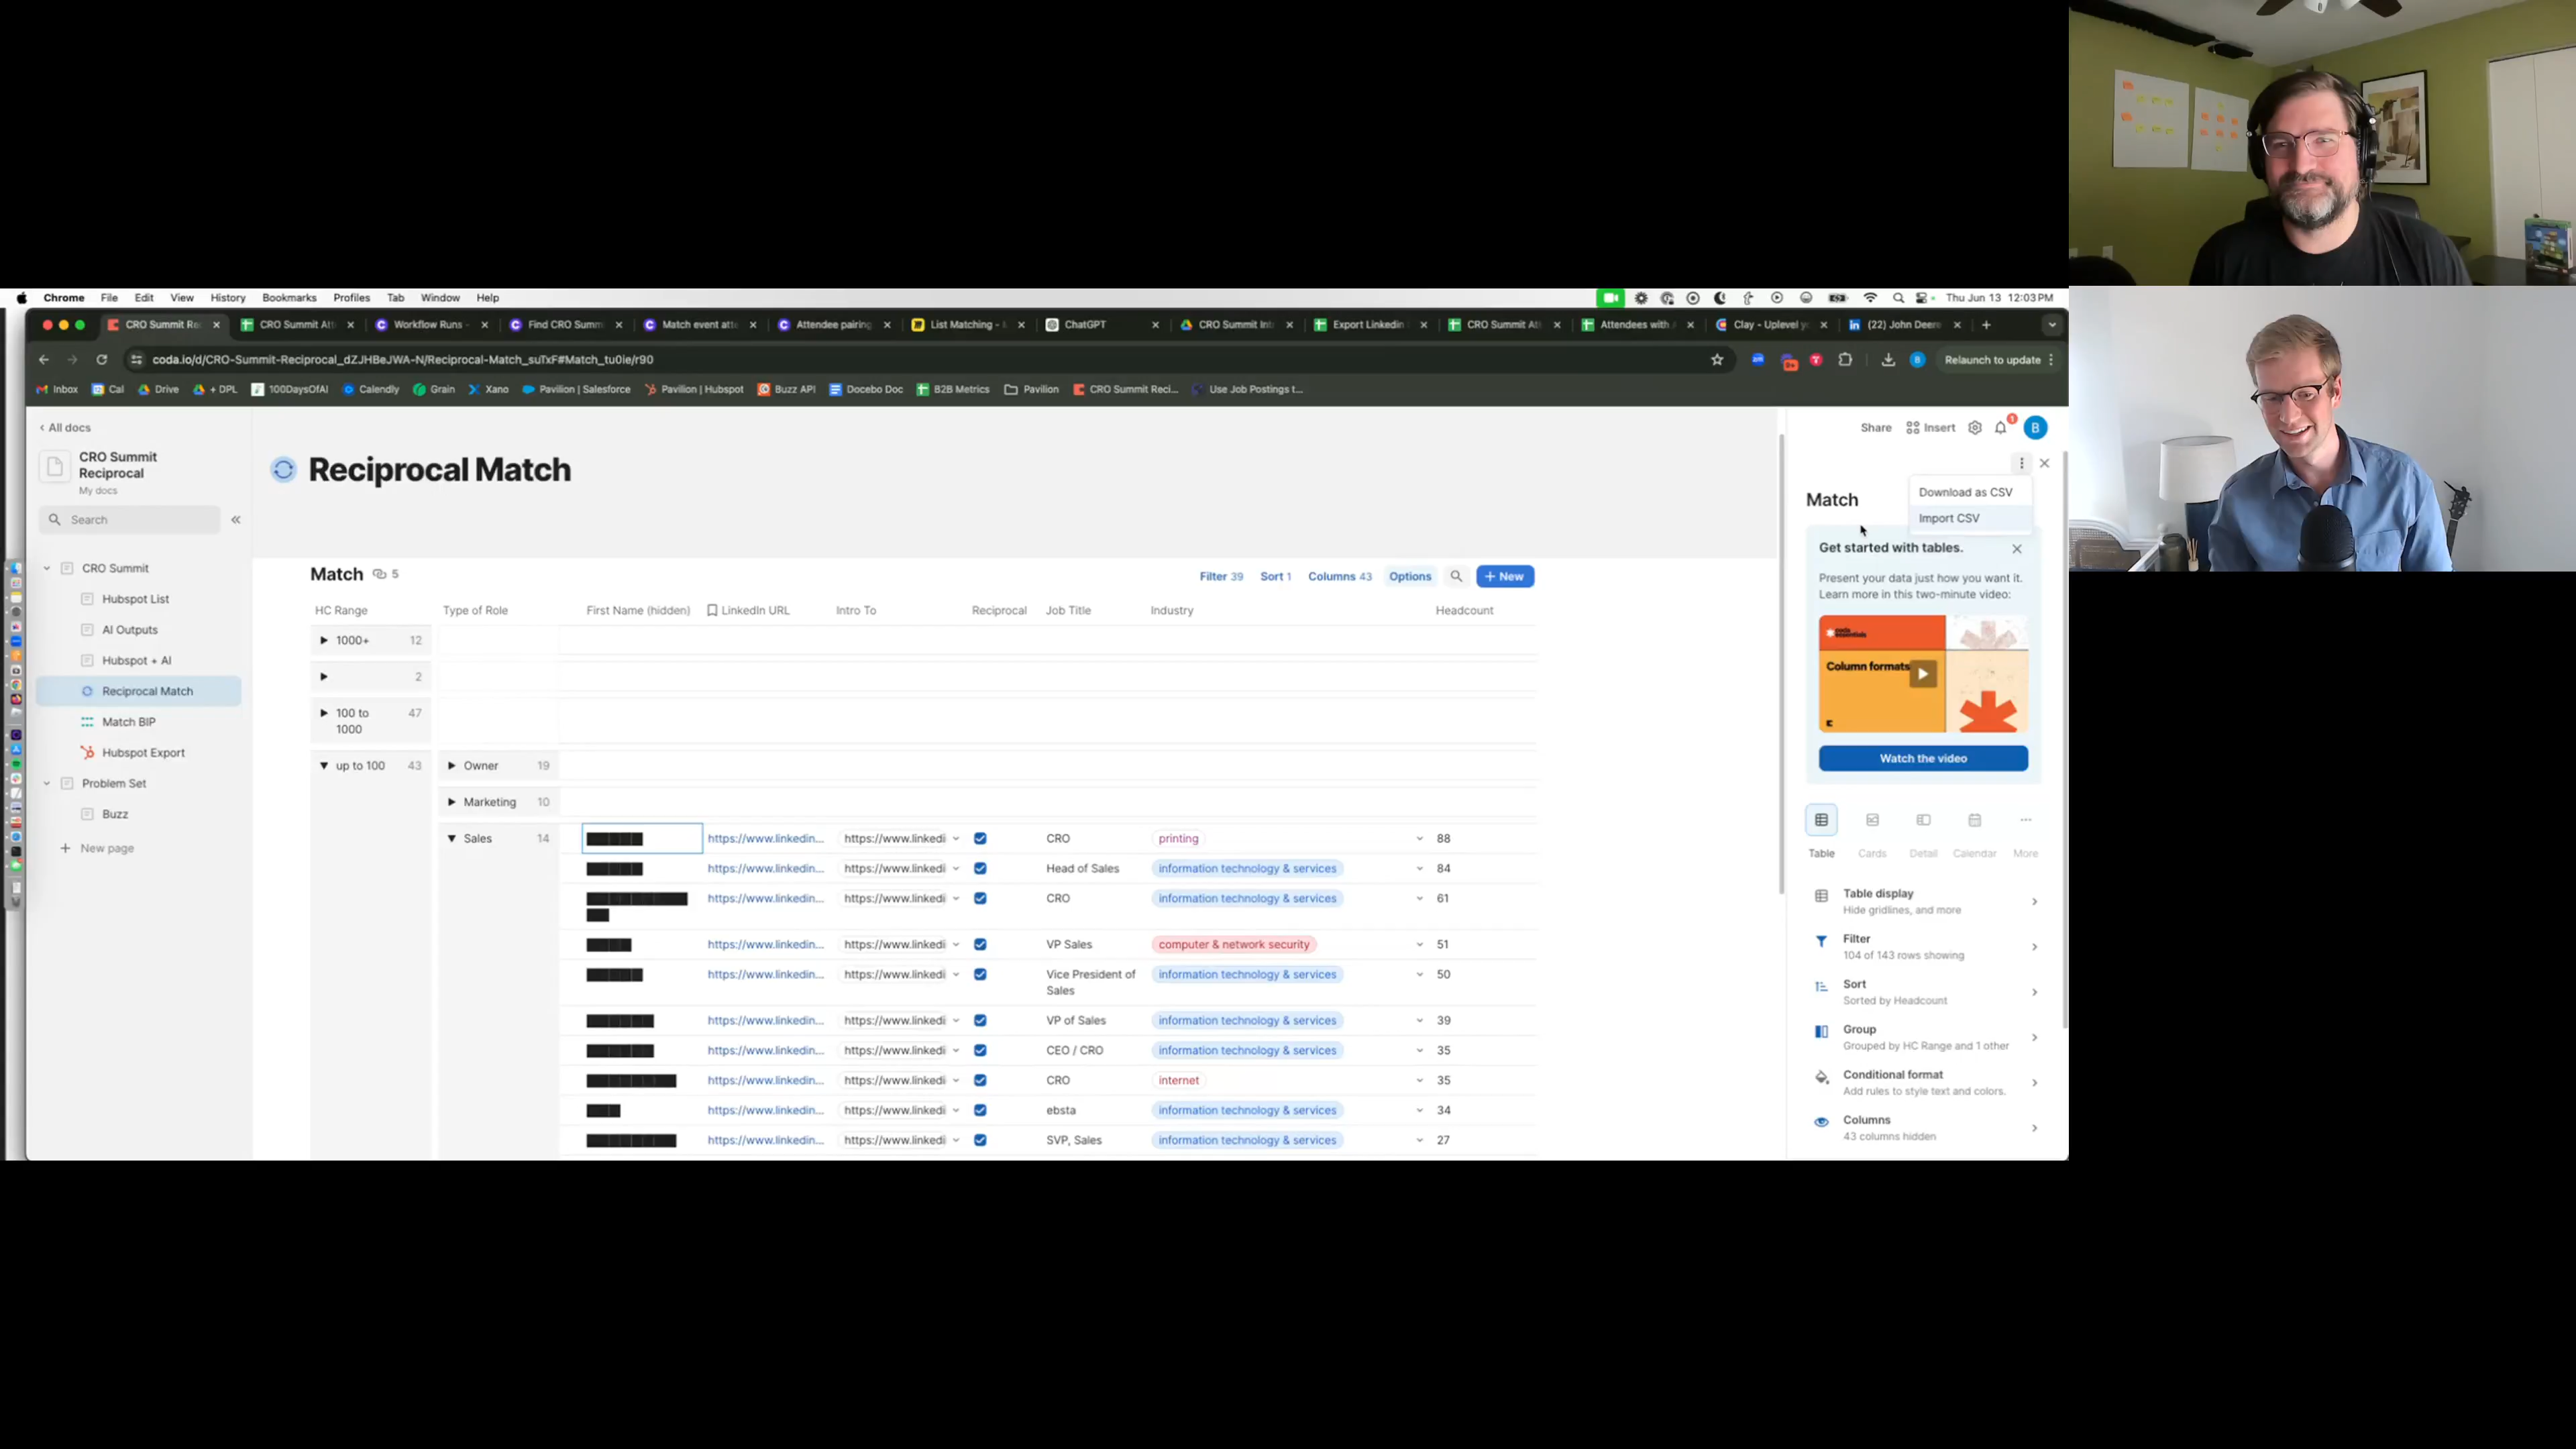 Chrome File Edit View History Bookmarks Profiles Tab Window Help
Thu Jun 13 12:03 PM
CRO Summit Rec
CRO Summit Att
Workflow Runs -
Find CRO Summ
Match event atte
Attendee pairing
List Matching -
ChatGPT
CRO Summit Int
Export Linkedin
CRO Summit At
Attendees with
Clay - Uplevel y
(22) John Deere
coda.io/d/CRO-Summit-Reciprocal_dZJHBeJWA-N/Reciprocal-Match_suTxF#Match_tu0le/r90
Relaunch to update
Inbox Cal Drive + DPL 100DaysOfAI Calendly Grain Xano Pavilion | Salesforce Pavilion | Hubspot Buzz API Docebo Doc B2B Metrics Pavilion CRO Summit Reci... Use Job Postings t...
All docs
CRO Summit
Reciprocal
My docs
Search
CRO Summit
Hubspot List
AI Outputs
Hubspot + AI
Reciprocal Match
Match BIP
Hubspot Export
Problem Set
Buzz
New page
Reciprocal Match
Match 5
Filter 39 Sort 1 Columns 43 Options + New
HC Range Type of Role First Name (hidden) LinkedIn URL Intro To Reciprocal Job Title Industry Headcount
1000+ 12
2
100 to 47
1000
up to 100 43 Owner 19
Marketing 10
Sales 14 https://www.linkedin... https://www.linkedi CRO printing 88
https://www.linkedin... https://www.linkedi Head of Sales information technology & services 84
https://www.linkedin... https://www.linkedi CRO information technology & services 61
https://www.linkedin... https://www.linkedi VP Sales computer & network security 51
https://www.linkedin... https://www.linkedi Vice President of information technology & services 50
Sales
https://www.linkedin... https://www.linkedi VP of Sales information technology & services 39
https://www.linkedin... https://www.linkedi CEO / CRO information technology & services 35
https://www.linkedin... https://www.linkedi CRO internet 35
https://www.linkedin... https://www.linkedi ebsta information technology & services 34
https://www.linkedin... https://www.linkedi SVP, Sales information technology & services 27
Share Insert 1 B
Match
Download as CSV
Import CSV
Get started with tables.
Present your data just how you want it.
Learn more in this two-minute video:
coda
essentials
Column formats
Watch the video
Table Cards Detail Calendar More
Table display
Hide gridlines, and more
Filter
104 of 143 rows showing
Sort
Sorted by Headcount
Group
Grouped by HC Range and 1 other
Conditional format
Add rules to style text and colors.
Columns
43 columns hidden